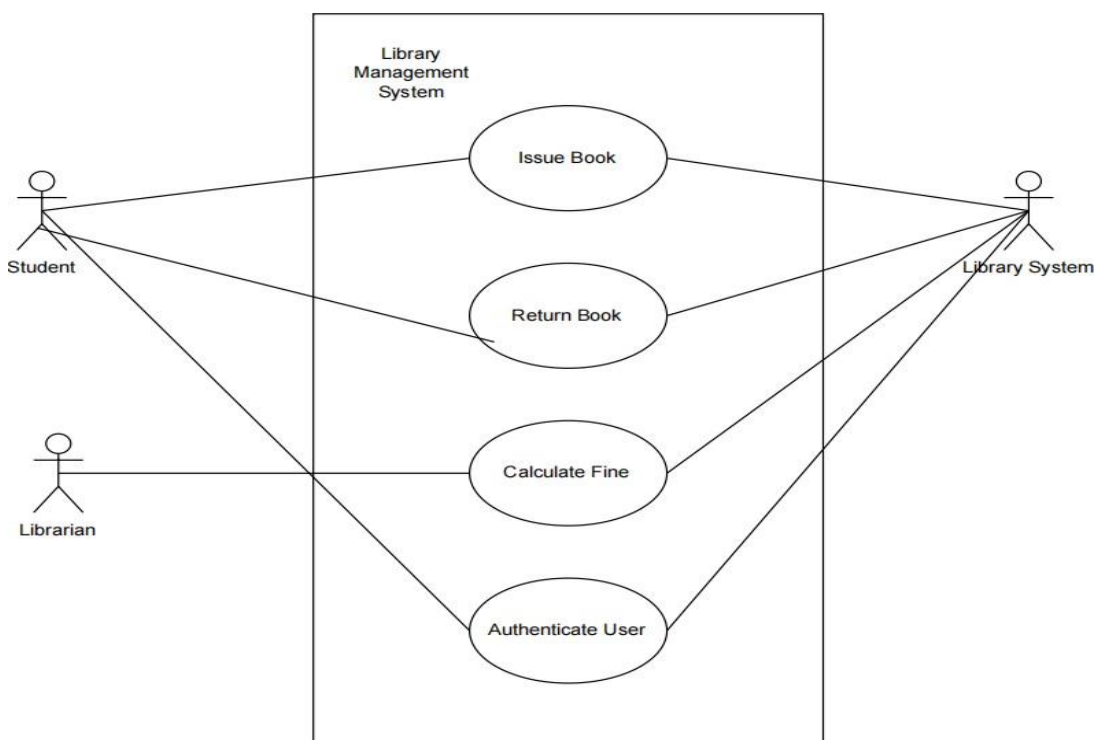 Library
Management
System
Issue Book
Student
Library System
Return Book
Calculate Fine
Librarian
Authenticate User